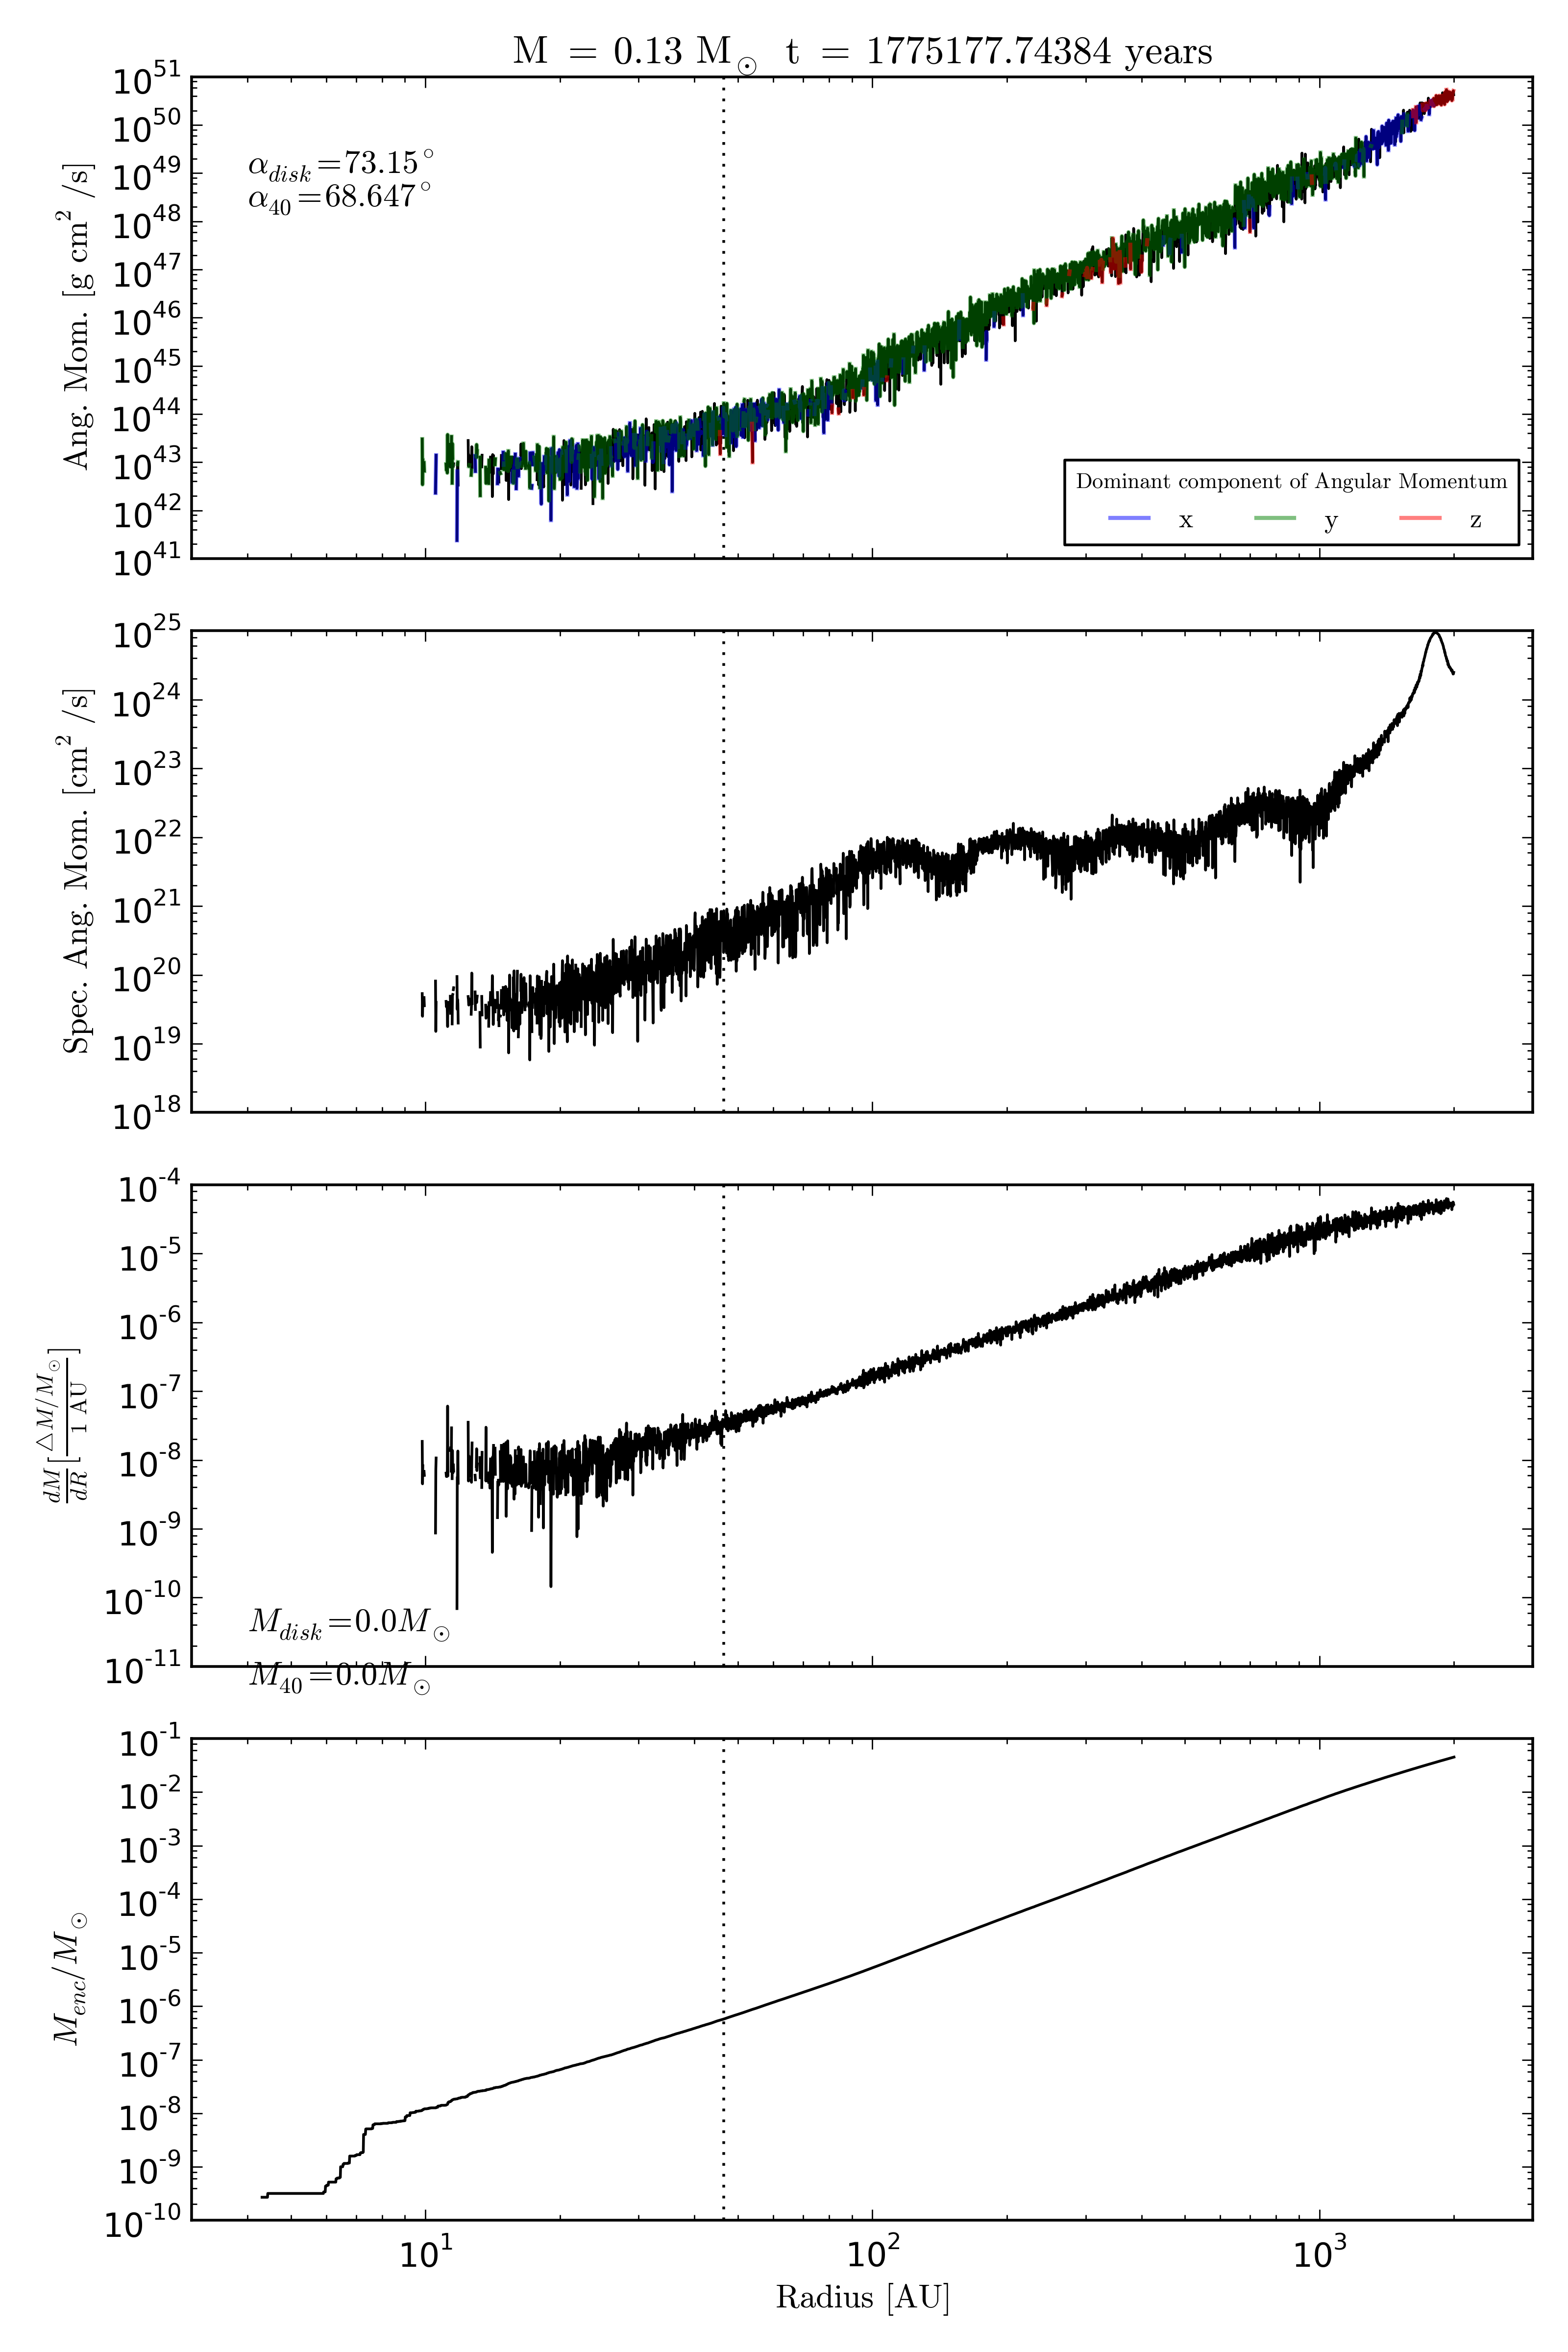 M = 0.13 M⊙ t = 1775177.74384 years
10^51
10^50
10^49
10^48
10^47
10^46
10^45
10^44
10^43
10^42
10^41
Ang. Mom. [g cm^2 /s]
α_disk=73.15°
α_40=68.647°
Dominant component of Angular Momentum
x y z
10^25
10^24
10^23
10^22
10^21
10^20
10^19
10^18
Spec. Ang. Mom. [cm^2 /s]
10^-4
10^-5
10^-6
10^-7
10^-8
10^-9
10^-10
10^-11
dM/dR [△M/M⊙ / 1 AU]
M_disk=0.0M⊙
M_40=0.0M⊙
10^-1
10^-2
10^-3
10^-4
10^-5
10^-6
10^-7
10^-8
10^-9
10^-10
M_enc/M⊙
10^1 10^2 10^3
Radius [AU]